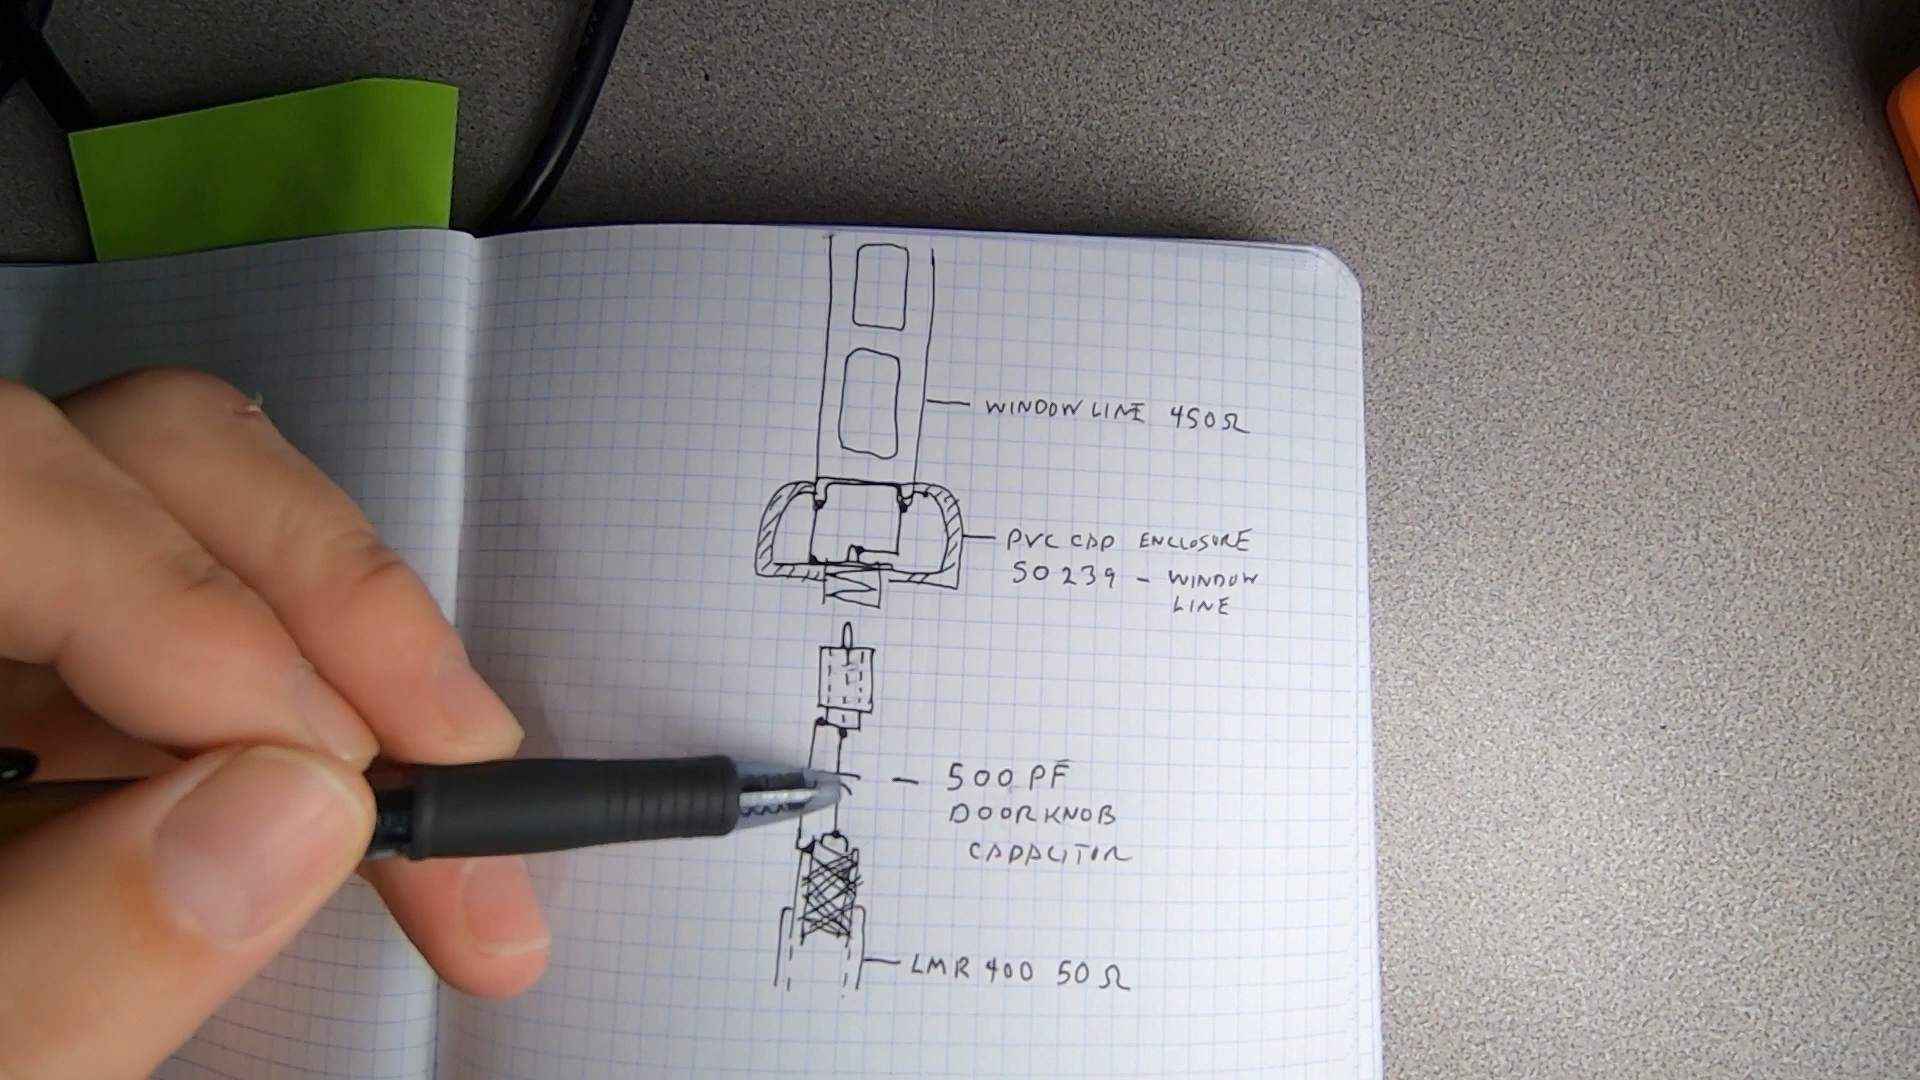 WINDOW LINE 450Ω
PVC CAP ENCLOSURE
SO239 - WINDOW
LINE
- 500 PF
DOORKNOB
CAPACITOR
LMR 400 50Ω